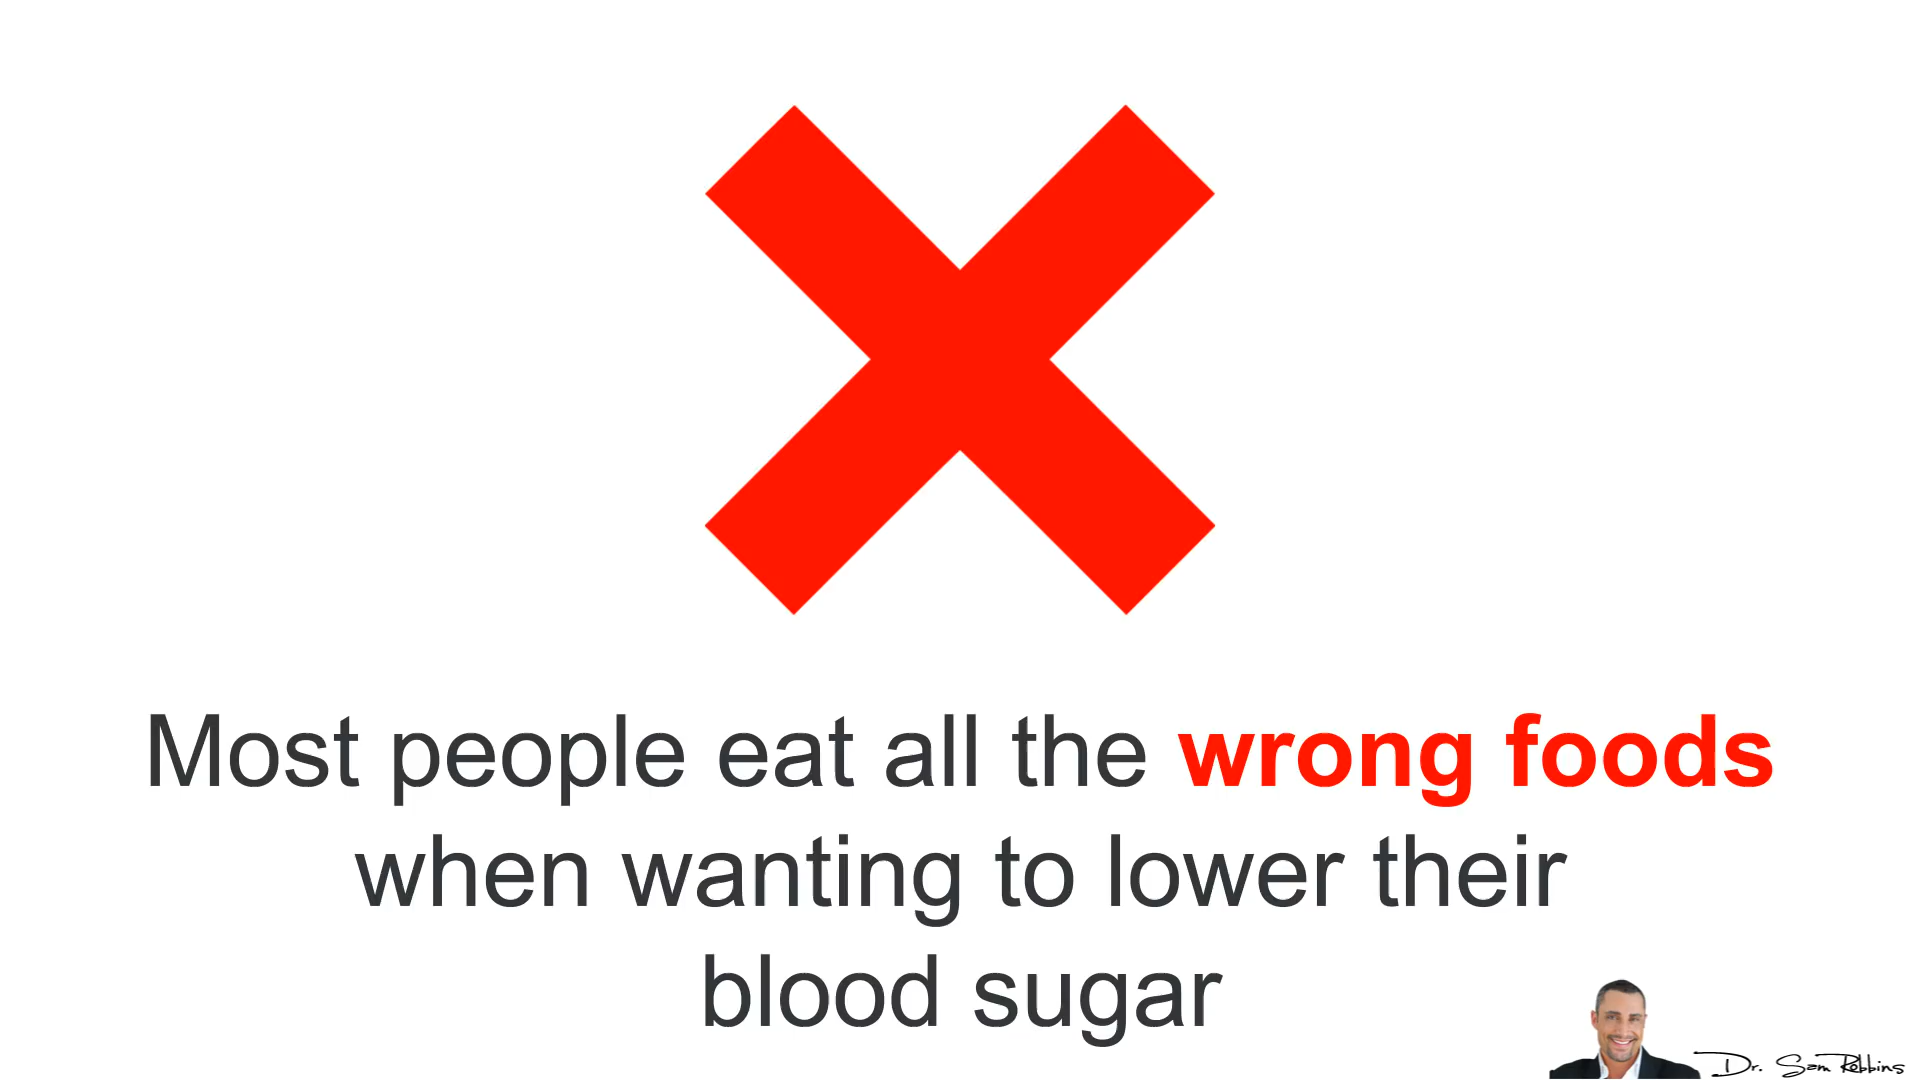 Most people eat all the wrong foods
when wanting to lower their
blood sugar
Dr. Sam Robbins